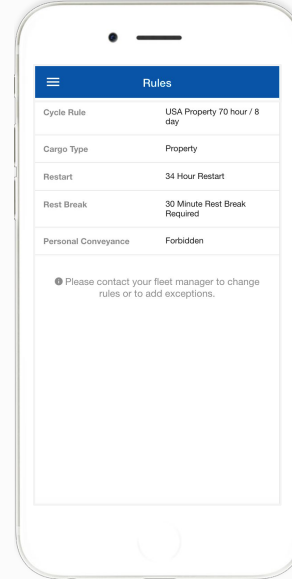 Rules
Cycle Rule USA Property 70 hour / 8
day
Cargo Type Property
Restart 34 Hour Restart
Rest Break 30 Minute Rest Break
Required
Personal Conveyance Forbidden
Please contact your fleet manager to change
rules or to add exceptions.